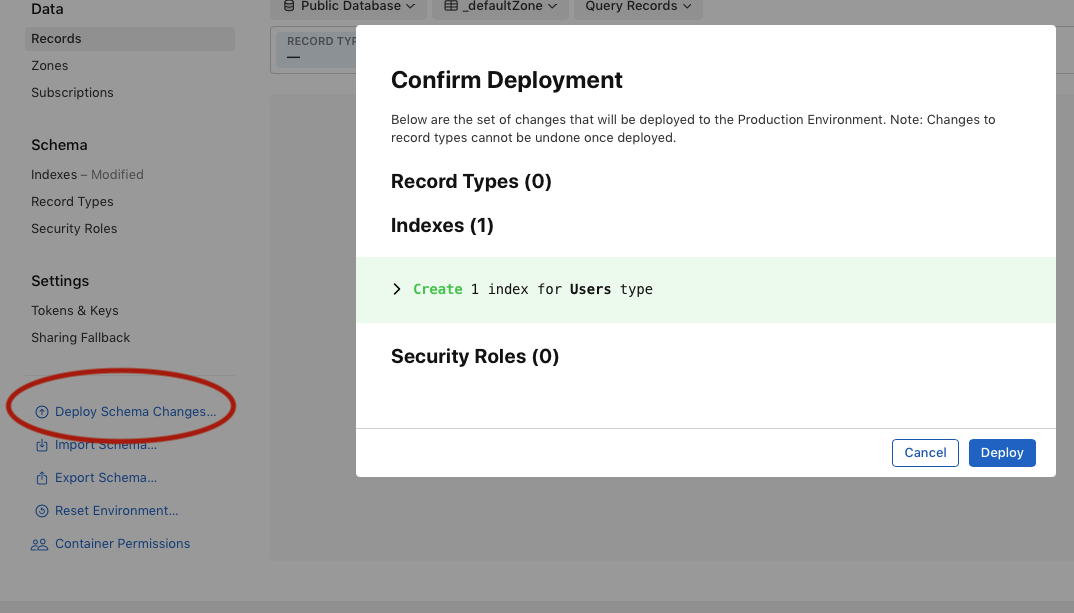 Data
Records
Zones
Subscriptions
Schema
Indexes – Modified
Record Types
Security Roles
Settings
Tokens & Keys
Sharing Fallback
Deploy Schema Changes...
Import Schema...
Export Schema...
Reset Environment...
Container Permissions
Public Database
_defaultZone
Query Records
RECORD TYP
—
Confirm Deployment
Below are the set of changes that will be deployed to the Production Environment. Note: Changes to
record types cannot be undone once deployed.
Record Types (0)
Indexes (1)
Create 1 index for Users type
Security Roles (0)
Cancel
Deploy